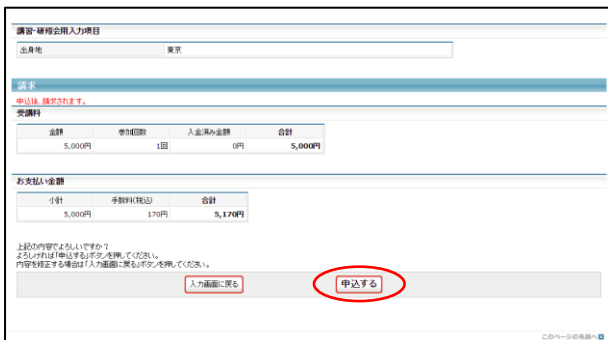 講習・研修会用入力項目
出身地 東京
請求
申込後、請求されます。
受講料
金額 参加回数 入金済み金額 合計
5,000円 1回 0円 5,000円
お支払い金額
小計 手数料(税込) 合計
5,000円 170円 5,170円
上記の内容でよろしいですか？
よろしければ「申込する」ボタンを押してください。
内容を修正する場合は「入力画面に戻る」ボタンを押してください。
入力画面に戻る 申込する
このページの先頭へ